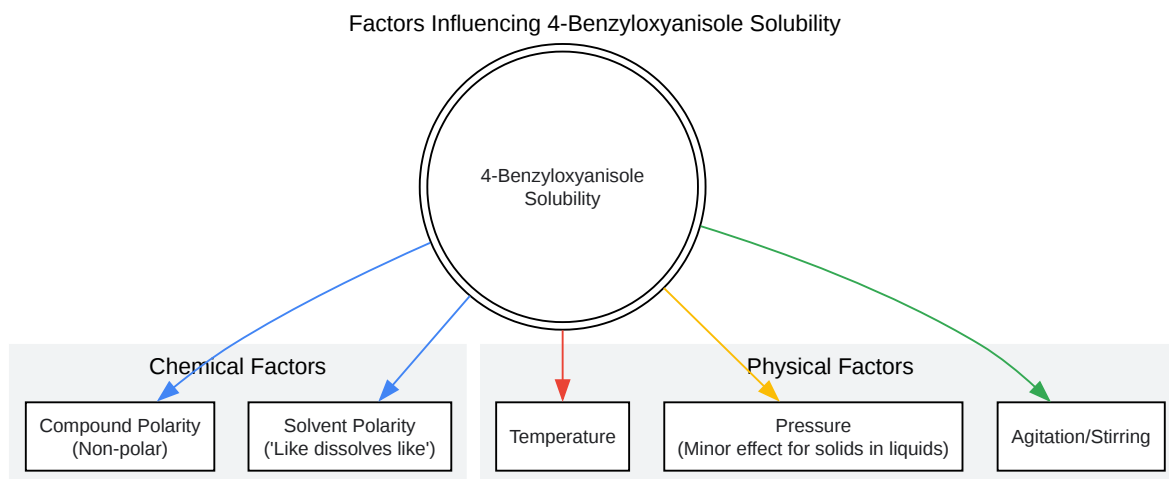 Factors Influencing 4-Benzyloxyanisole Solubility
4-Benzyloxyanisole
Solubility
Chemical Factors
Physical Factors
Compound Polarity
(Non-polar)
Solvent Polarity
('Like dissolves like')
Temperature
Pressure
(Minor effect for solids in liquids)
Agitation/Stirring